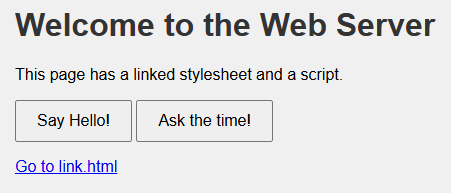 Welcome to the Web Server
This page has a linked stylesheet and a script.
Say Hello! Ask the time!
Go to link.html